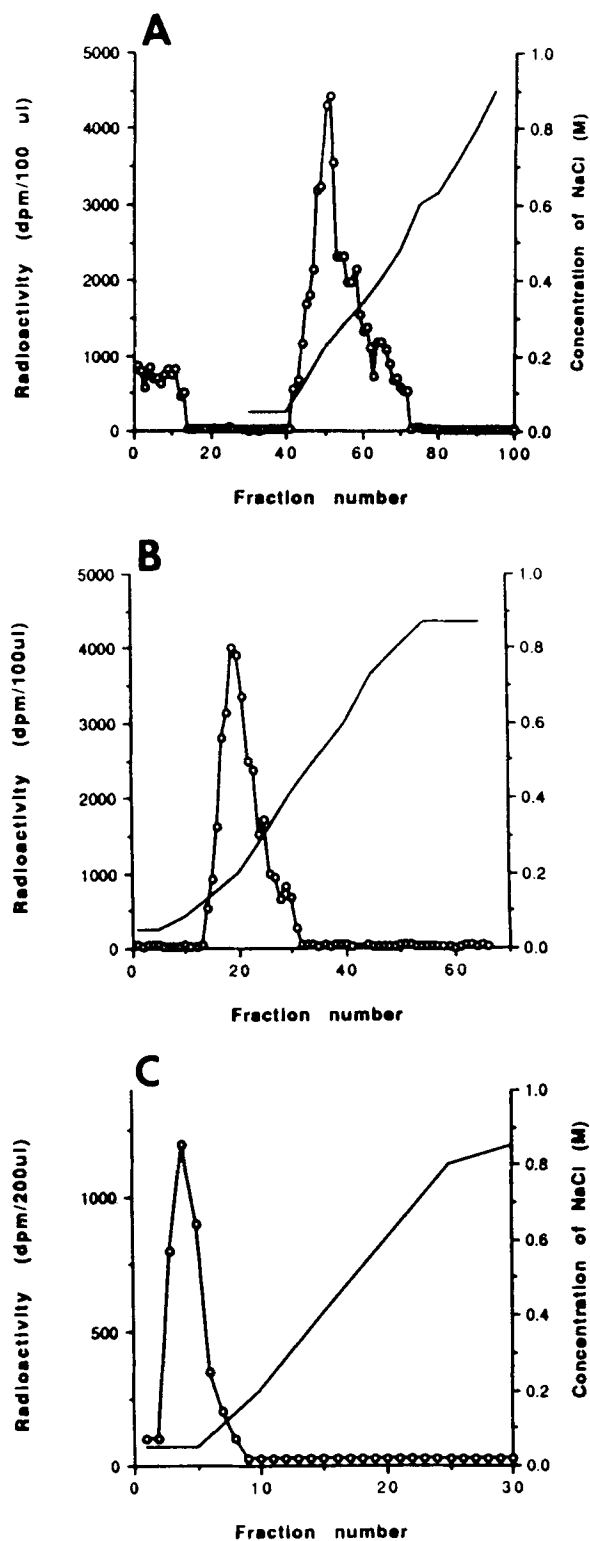 A
Radioactivity (dpm/100 ul)
5000
4000
3000
2000
1000
0
1.0
0.8
0.6
0.4
0.2
0.0
Concentration of NaCl (M)
0 20 40 60 80 100
Fraction number
B
Radioactivity (dpm/100ul)
5000
4000
3000
2000
1000
0
1.0
0.8
0.6
0.4
0.2
0.0
0 20 40 60
Fraction number
C
Radioactivity (dpm/200ul)
1000
500
0
1.0
0.8
0.6
0.4
0.2
0.0
Concentration of NaCl (M)
0 10 20 30
Fraction number